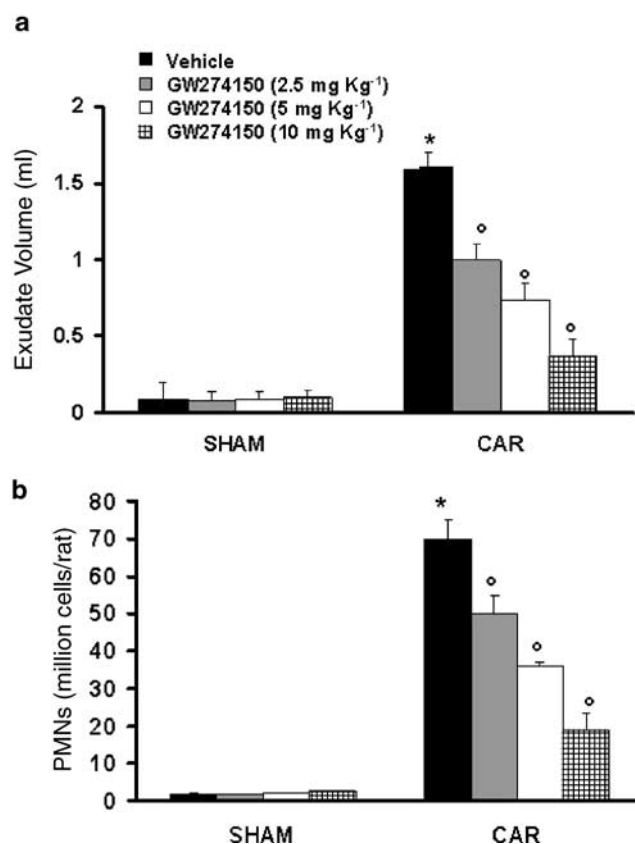 a
Vehicle
GW274150 (2.5 mg Kg⁻¹)
GW274150 (5 mg Kg⁻¹)
GW274150 (10 mg Kg⁻¹)
Exudate Volume (ml)
2
1.5
1
0.5
0
*
°
°
°
SHAM CAR
b
PMNs (million cells/rat)
80
70
60
50
40
30
20
10
0
*
°
°
°
SHAM CAR